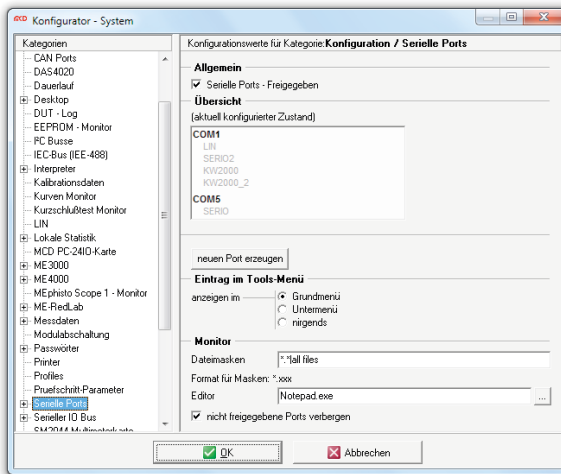 GCD Konfigurator - System
Kategorien
CAN Ports
DAS4020
Dauerlauf
Desktop
DUT - Log
EEPROM - Monitor
I²C Busse
IEC-Bus (IEE-488)
Interpreter
Kalibrationsdaten
Kurven Monitor
Kurzschlußtest Monitor
LIN
Lokale Statistik
MCD PC-24IO-Karte
ME3000
ME4000
MEphisto Scope 1 - Monitor
ME-RedLab
Messdaten
Modulabschaltung
Passwörter
Printer
Profiles
Pruefschritt-Parameter
Serielle Ports
Serieller IO Bus
SM2044 Multimeterkarte
Konfigurationswerte für Kategorie:Konfiguration / Serielle Ports
Allgemein
Serielle Ports - Freigegeben
Übersicht
(aktuell konfigurierter Zustand)
COM1
LIN
SERIO2
KW2000
KW2000_2
COM5
SERIO
neuen Port erzeugen
Eintrag im Tools-Menü
anzeigen im
Grundmenü
Untermenü
nirgends
Monitor
Dateimasken *.*|all files
Format für Masken: *.xxx
Editor Notepad.exe ...
nicht freigegebene Ports verbergen
OK
Abbrechen